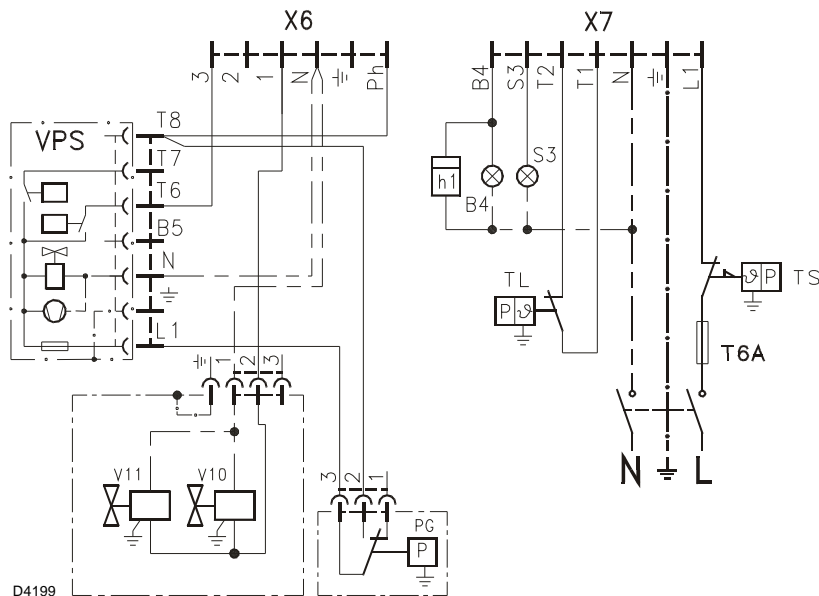 X6
X7
3
2
1
N
Ph
B4
S3
T2
T1
N
L1
VPS
T8
T7
T6
B5
N
L1
h1
B4
S3
TL
P
ϑ
ϑ
P
TS
T6A
1
2
3
V11
V10
3
2
1
PG
P
N
L
D4199